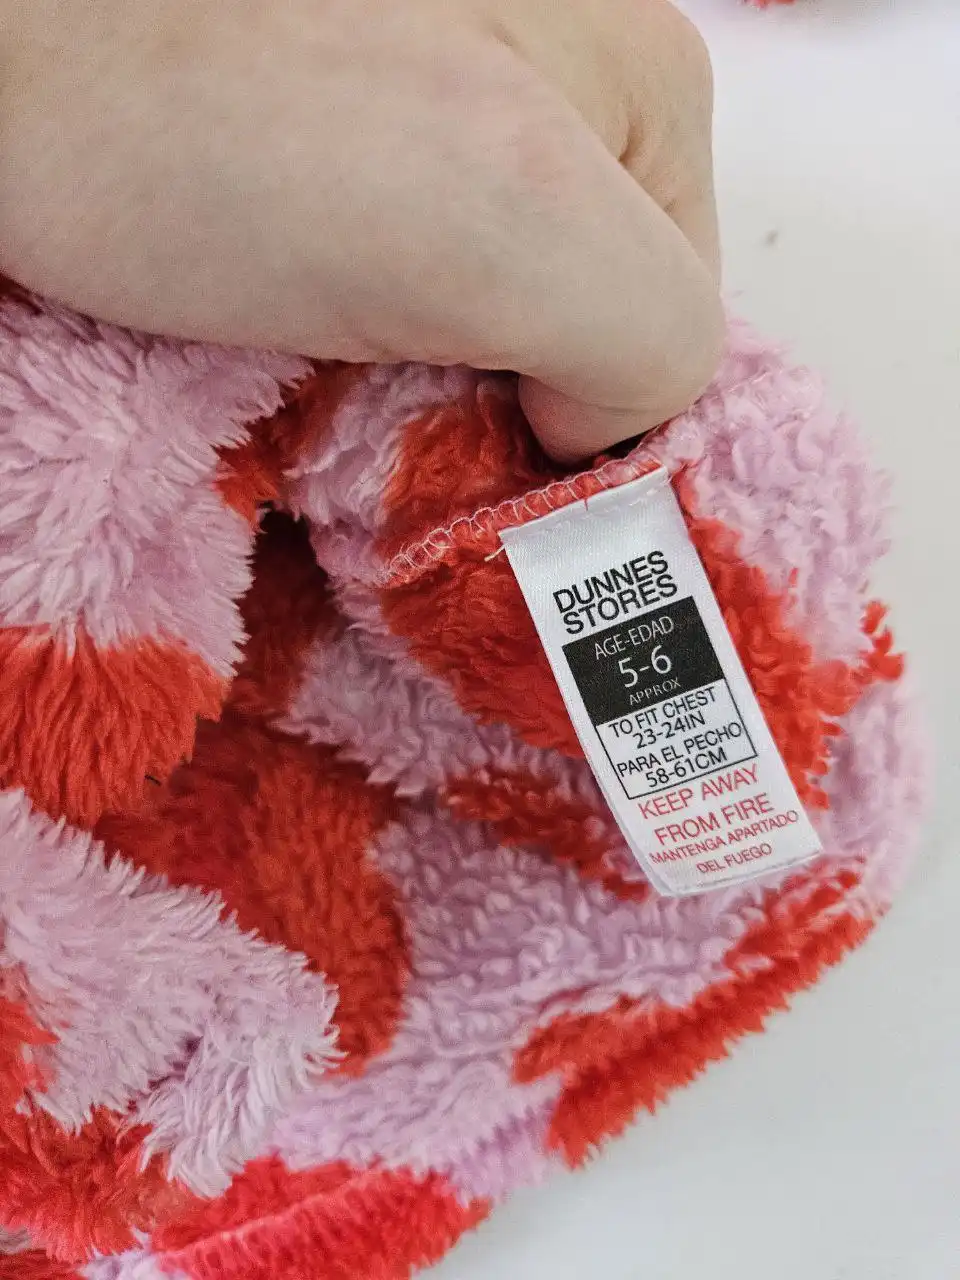 DUNNES
STORES
AGE-EDAD
5-6
APPROX
TO FIT CHEST
23-24IN
PARA EL PECHO
58-61CM
KEEP AWAY
FROM FIRE
MANTENGA APARTADO
DEL FUEGO